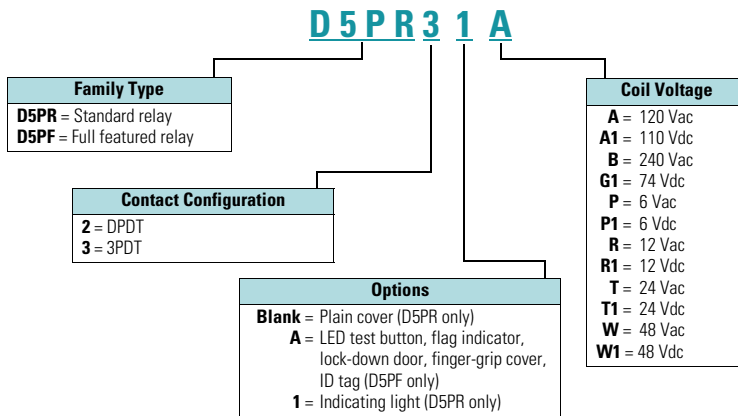 D5PR31A
Family Type
D5PR = Standard relay
D5PF = Full featured relay
Contact Configuration
2 = DPDT
3 = 3PDT
Options
Blank = Plain cover (D5PR only)
A = LED test button, flag indicator,
lock-down door, finger-grip cover,
ID tag (D5PF only)
1 = Indicating light (D5PR only)
Coil Voltage
A = 120 Vac
A1 = 110 Vdc
B = 240 Vac
G1 = 74 Vdc
P = 6 Vac
P1 = 6 Vdc
R = 12 Vac
R1 = 12 Vdc
T = 24 Vac
T1 = 24 Vdc
W = 48 Vac
W1 = 48 Vdc